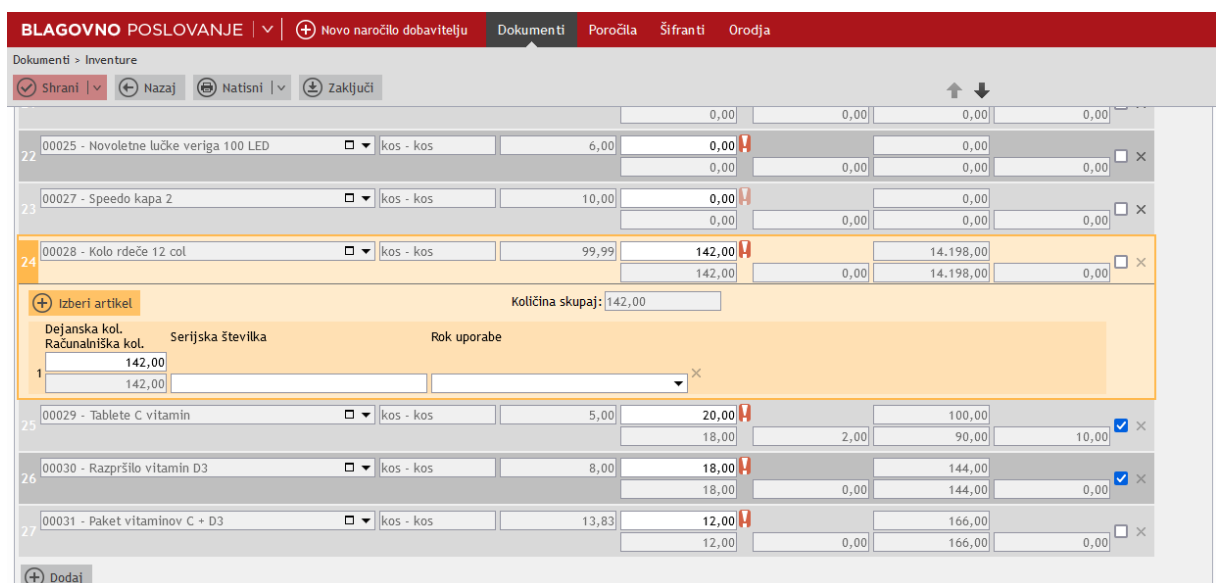 BLAGOVNO POSLOVANJE Novo naročilo dobavitelju Dokumenti Poročila Šifranti Orodja
Dokumenti > Inventure
Shrani Nazaj Natisni Zaključi
0,00 0,00 0,00 0,00
22 00025 - Novoletne lučke veriga 100 LED kos - kos 6,00 0,00 0,00
0,00 0,00 0,00 0,00
23 00027 - Speedo kapa 2 kos - kos 10,00 0,00 0,00
0,00 0,00 0,00 0,00
24 00028 - Kolo rdeče 12 col kos - kos 99,99 142,00 14.198,00
142,00 0,00 14.198,00 0,00
Izberi artikel Količina skupaj: 142,00
Dejanska kol.
Računalniška kol. Serijska številka Rok uporabe
1 142,00
142,00
25 00029 - Tablete C vitamin kos - kos 5,00 20,00 100,00
18,00 2,00 90,00 10,00
26 00030 - Razpršilo vitamin D3 kos - kos 8,00 18,00 144,00
18,00 0,00 144,00 0,00
27 00031 - Paket vitaminov C + D3 kos - kos 13,83 12,00 166,00
12,00 0,00 166,00 0,00
Dodaj